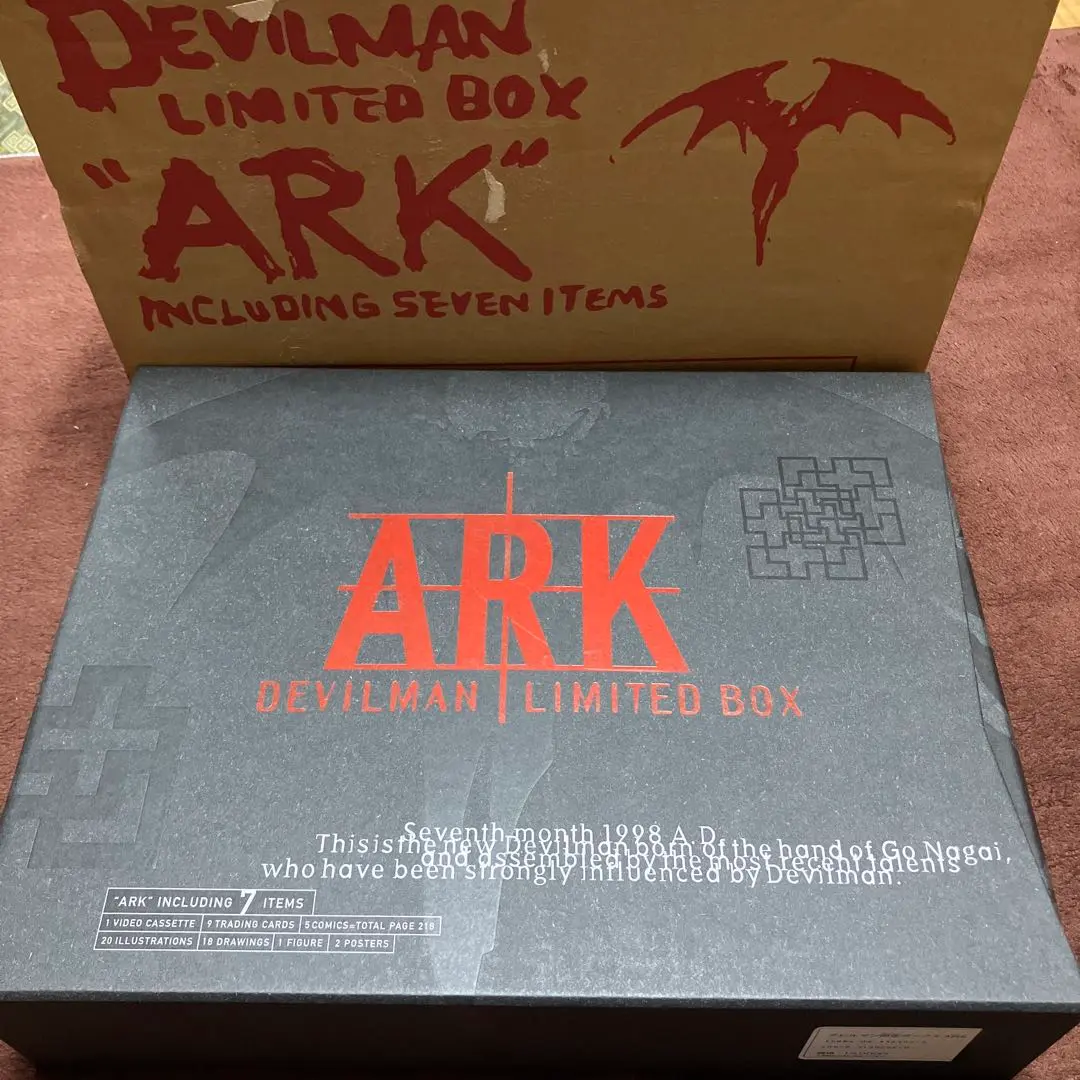 DEVILMAN
LIMITED BOX
"ARK"
INCLUDING SEVEN ITEMS
ARK
DEVILMAN LIMITED BOX
Seventh month 1998 A.D.
This is the new Devilman born of the hand of Go Nagai,
and assembled by the most recent talents
who have been strongly influenced by Devilman.
"ARK" INCLUDING 7 ITEMS
1 VIDEO CASSETTE 9 TRADING CARDS 5 COMICS=TOTAL PAGE 218
20 ILLUSTRATIONS 18 DRAWINGS 1 FIGURE 2 POSTERS